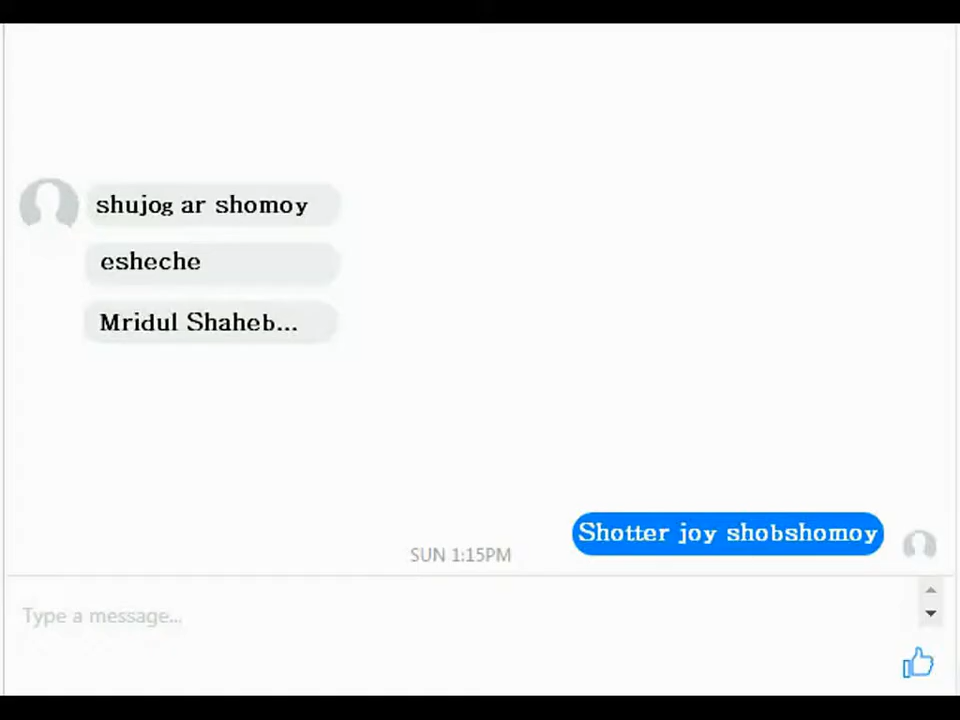 shujog ar shomoy
esheche
Mridul Shaheb...
Shotter joy shobshomoy
SUN 1:15PM
Type a message...